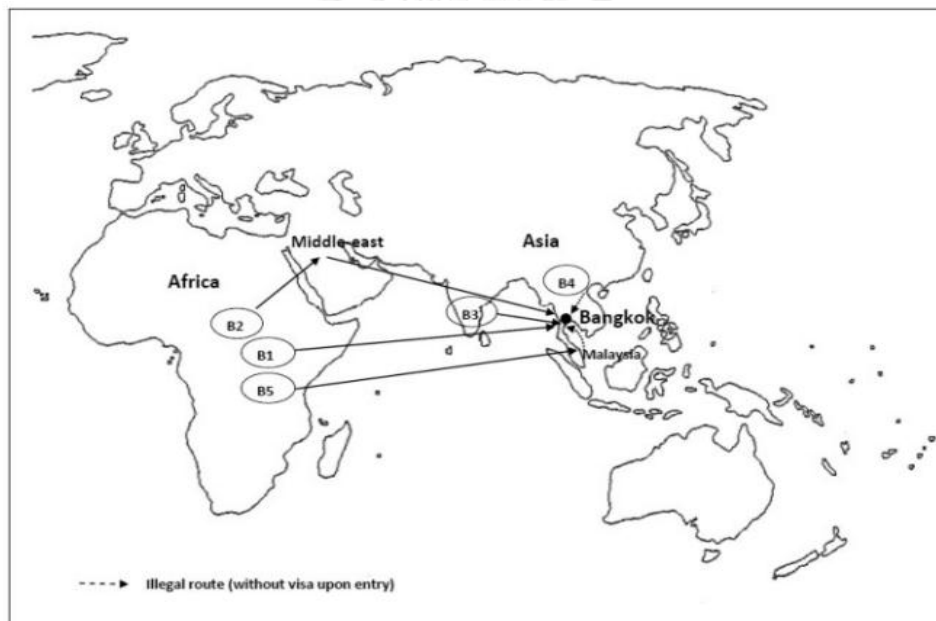 Middle east
Asia
Africa
B4
B3
Bangkok
B2
B1
Malaysia
B5
Illegal route (without visa upon entry)